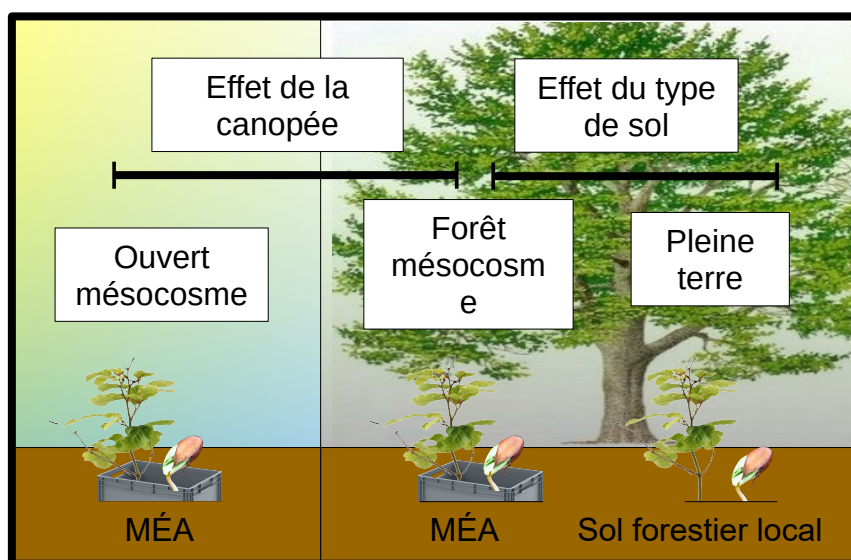 Effet de la
canopée
Effet du type
de sol
Ouvert
mésocosme
Forêt
mésocosm
e
Pleine
terre
MÉA
MÉA
Sol forestier local